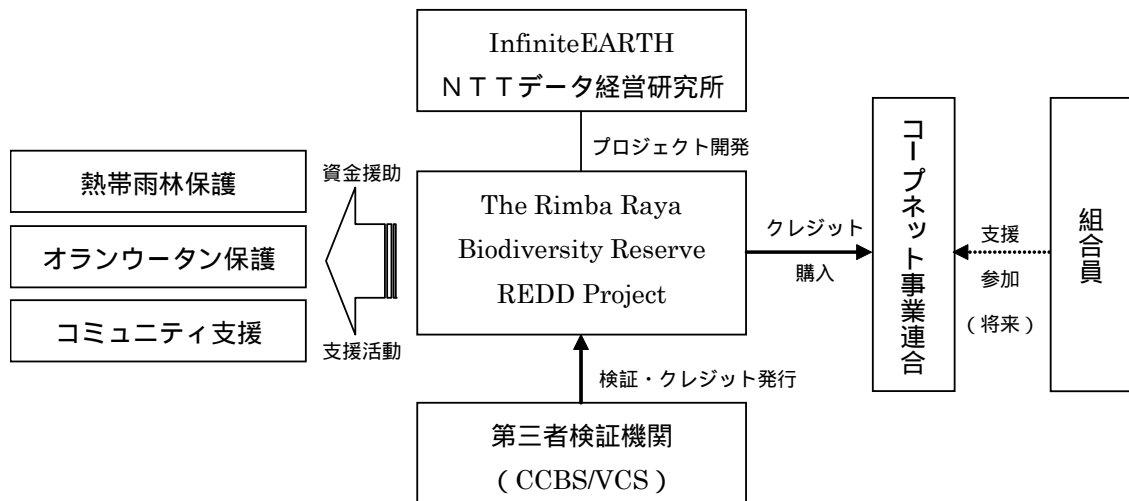 InfiniteEARTH
NTTデータ経営研究所
プロジェクト開発
熱帯雨林保護
オランウータン保護
コミュニティ支援
資金援助
支援活動
The Rimba Raya
Biodiversity Reserve
REDD Project
クレジット
購入
コープネット事業連合
支援
参加
(将来)
組合員
検証・クレジット発行
第三者検証機関
(CCBS/VCS)